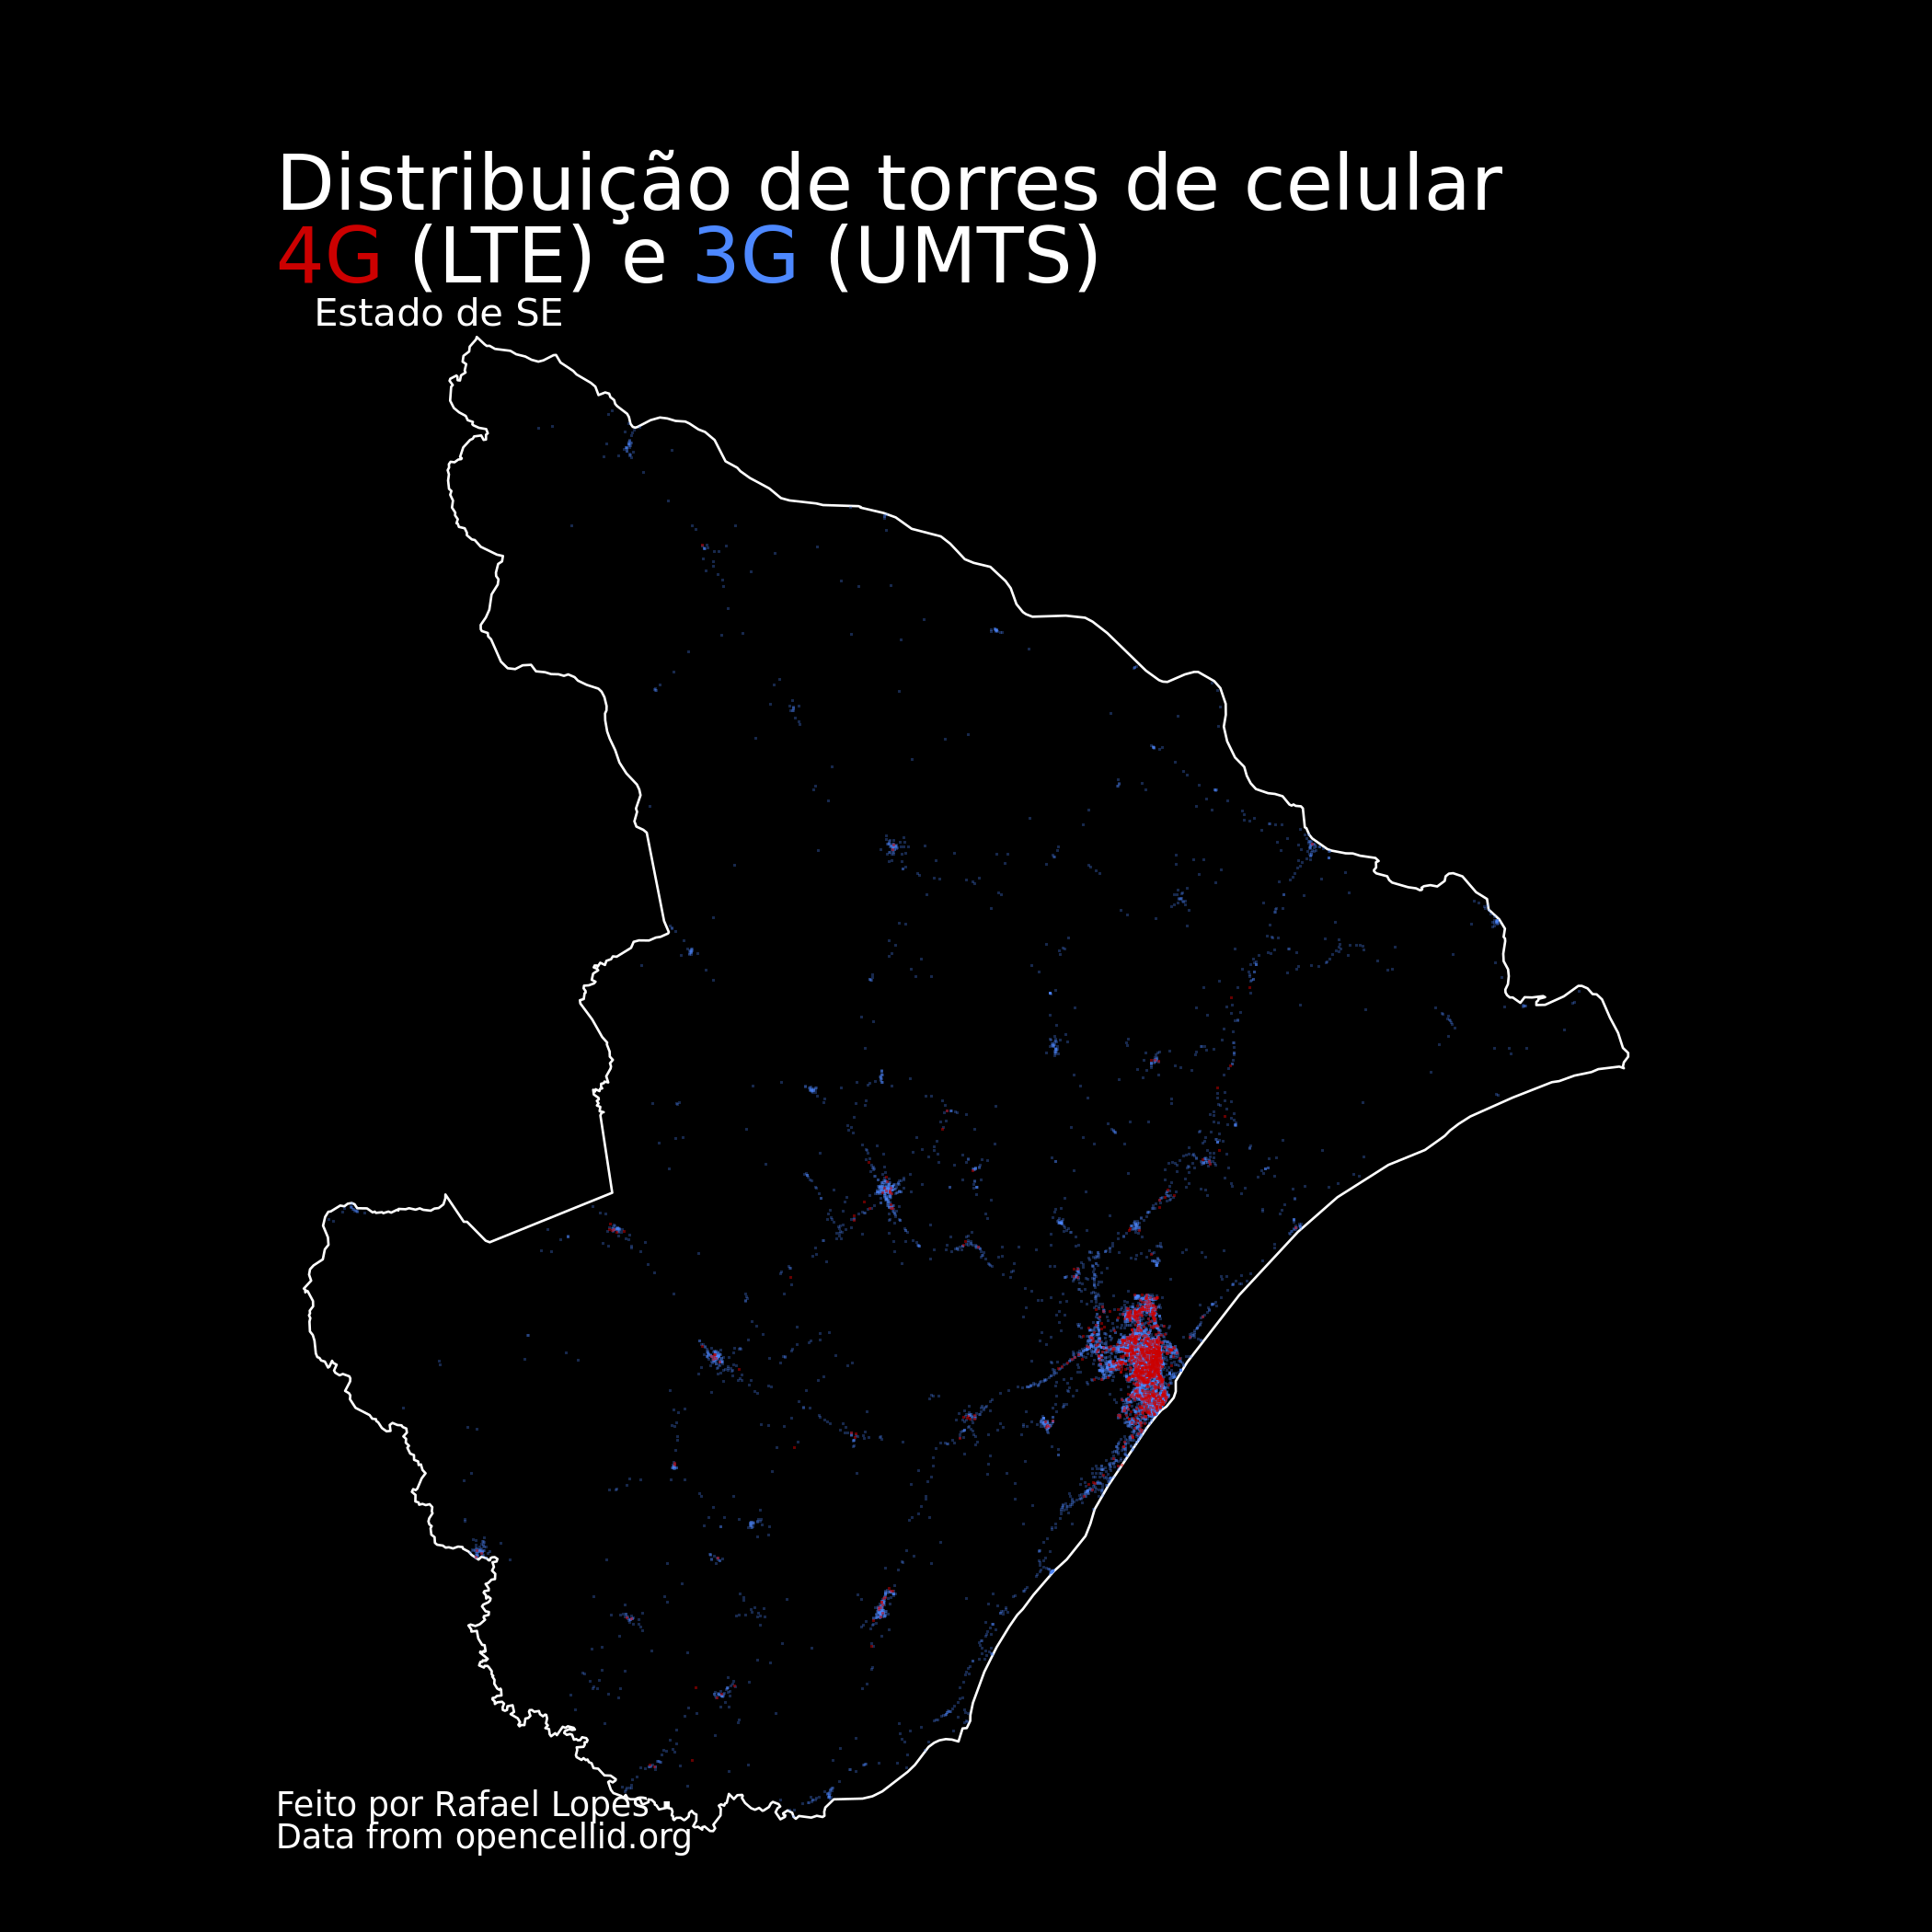 Distribuição de torres de celular
4G (LTE) e 3G (UMTS)
Estado de SE
Feito por Rafael Lopes
Data from opencellid.org